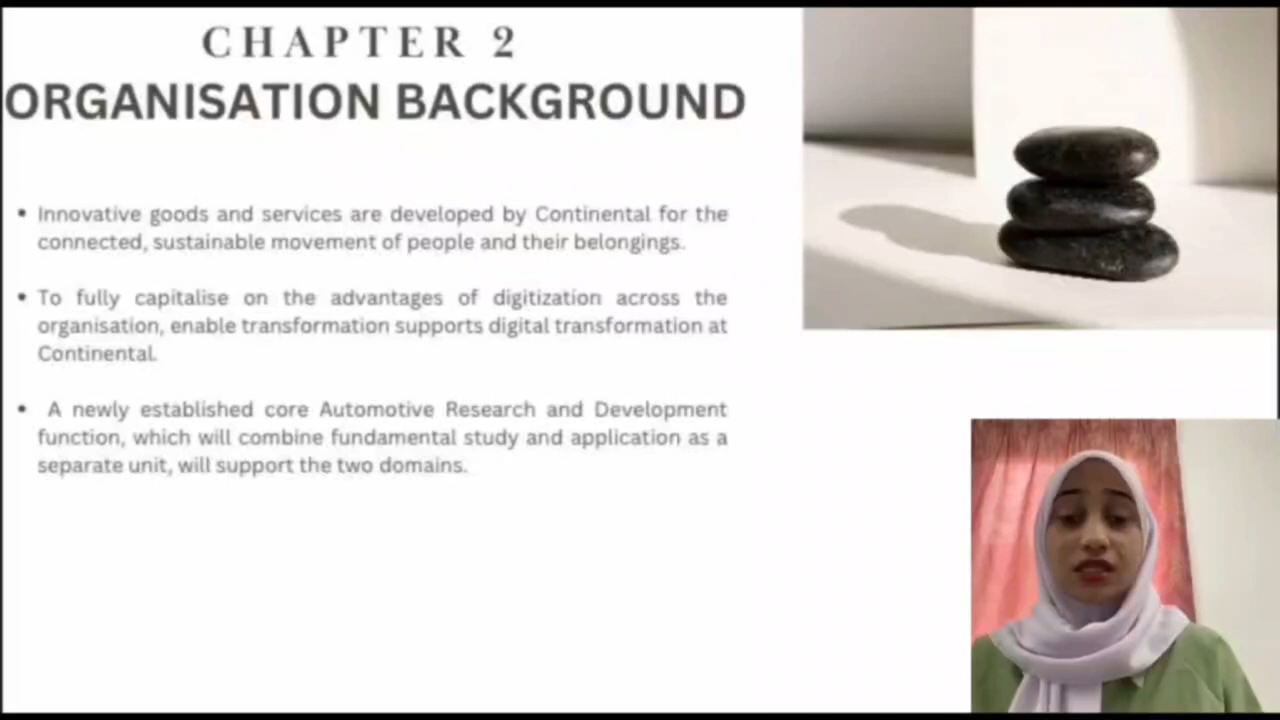 CHAPTER 2
ORGANISATION BACKGROUND
• Innovative goods and services are developed by Continental for the
connected, sustainable movement of people and their belongings.
• To fully capitalise on the advantages of digitization across the
organisation, enable transformation supports digital transformation at
Continental.
• A newly established core Automotive Research and Development
function, which will combine fundamental study and application as a
separate unit, will support the two domains.